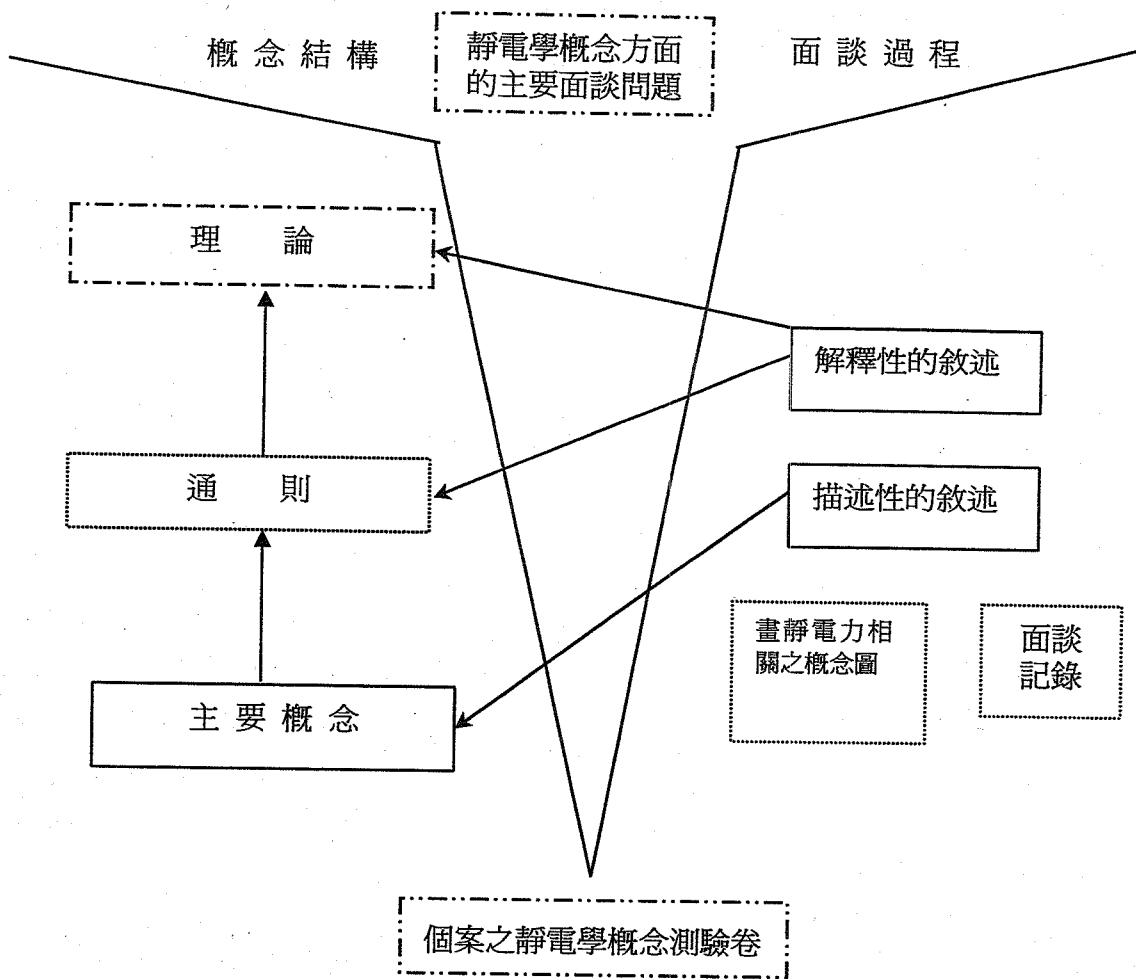 概念結構
靜電學概念方面
的主要面談問題
面談過程
理論
解釋性的敘述
通則
描述性的敘述
畫靜電力相
關之概念圖
面談
記錄
主要概念
個案之靜電學概念測驗卷